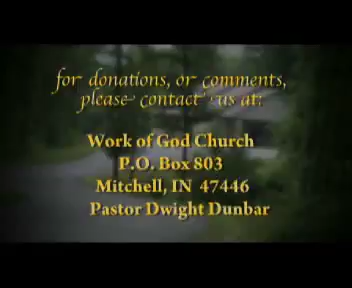 for donations, or comments,
please contact us at:
Work of God Church
P.O. Box 803
Mitchell, IN 47446
Pastor Dwight Dunbar